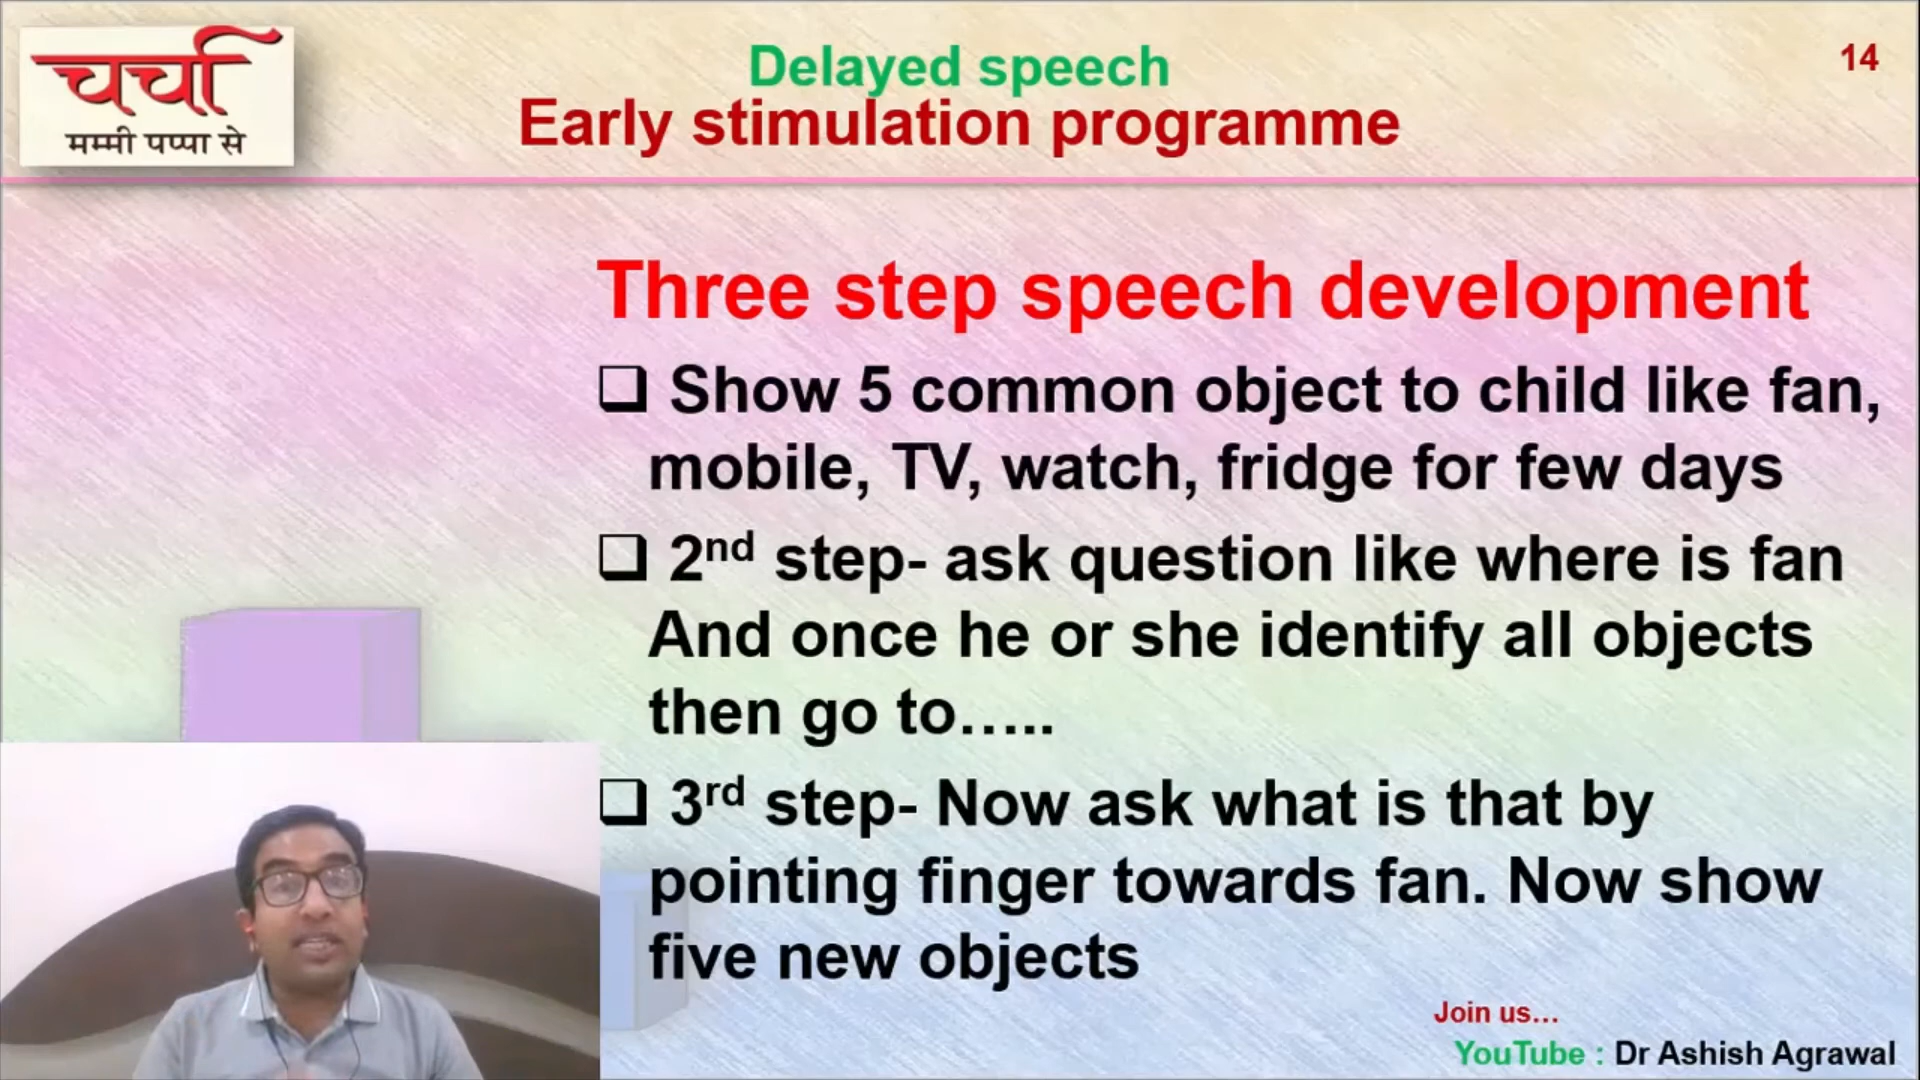 चर्चा
मम्मी पप्पा से
Delayed speech
Early stimulation programme
14
Three step speech development
❑ Show 5 common object to child like fan,
mobile, TV, watch, fridge for few days
❑ 2nd step- ask question like where is fan
And once he or she identify all objects
then go to…..
❑ 3rd step- Now ask what is that by
pointing finger towards fan. Now show
five new objects
Join us…
YouTube : Dr Ashish Agrawal